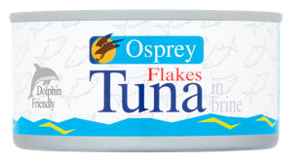 Osprey
Flakes
Tuna
in
brine
Dolphin
Friendly